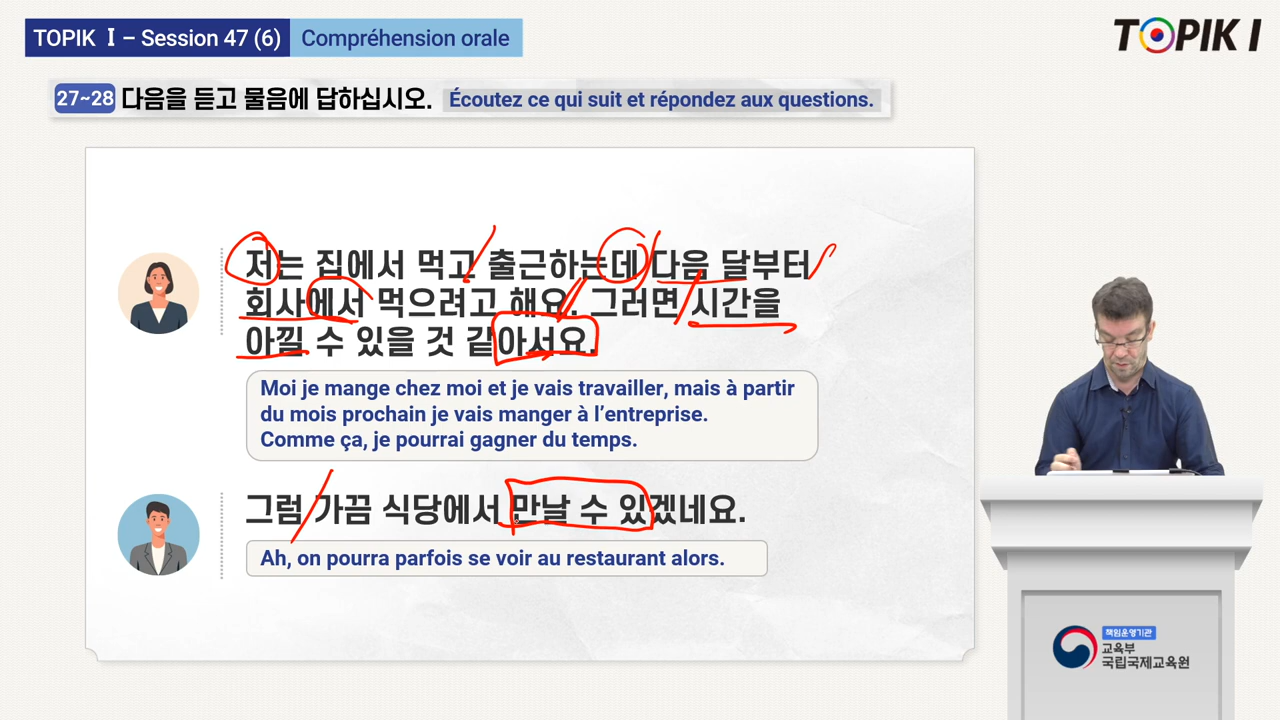 TOPIK Ⅰ – Session 47 (6) Compréhension orale
TOPIK I
27~28 다음을 듣고 물음에 답하십시오. Écoutez ce qui suit et répondez aux questions.
저는 집에서 먹고 출근하는데 다음 달부터
회사에서 먹으려고 해요. 그러면 시간을
아낄 수 있을 것 같아서요.
Moi je mange chez moi et je vais travailler, mais à partir
du mois prochain je vais manger à l’entreprise.
Comme ça, je pourrai gagner du temps.
그럼 가끔 식당에서 만날 수 있겠네요.
Ah, on pourra parfois se voir au restaurant alors.
책임운영기관
교육부
국립국제교육원